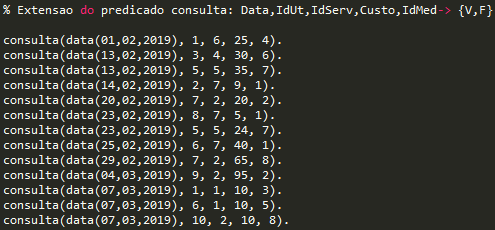 % Extensao do predicado consulta: Data,IdUt,IdServ,Custo,IdMed-> {V,F}
consulta(data(01,02,2019), 1, 6, 25, 4).
consulta(data(13,02,2019), 3, 4, 30, 6).
consulta(data(13,02,2019), 5, 5, 35, 7).
consulta(data(14,02,2019), 2, 7, 9, 1).
consulta(data(20,02,2019), 7, 2, 20, 2).
consulta(data(23,02,2019), 8, 7, 5, 1).
consulta(data(23,02,2019), 5, 5, 24, 7).
consulta(data(25,02,2019), 6, 7, 40, 1).
consulta(data(29,02,2019), 7, 2, 65, 8).
consulta(data(04,03,2019), 9, 2, 95, 2).
consulta(data(07,03,2019), 1, 1, 10, 3).
consulta(data(07,03,2019), 6, 1, 10, 5).
consulta(data(07,03,2019), 10, 2, 10, 8).